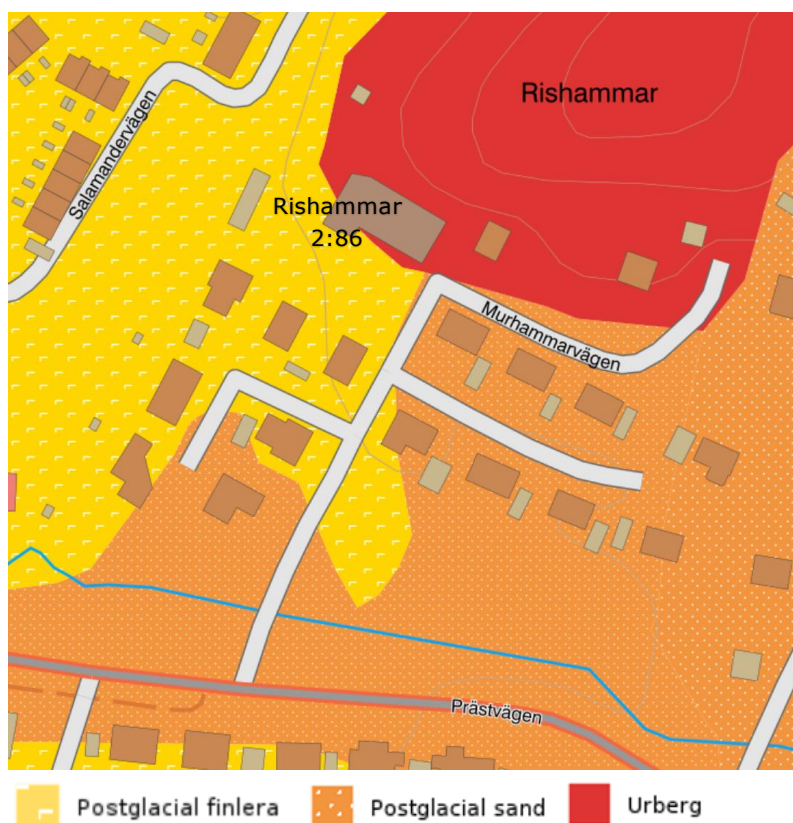 Rishammar
Salamandervägen
Rishammar
2:86
Murhammarvägen
Prästvägen
Postglacial finlera
Postglacial sand
Urberg